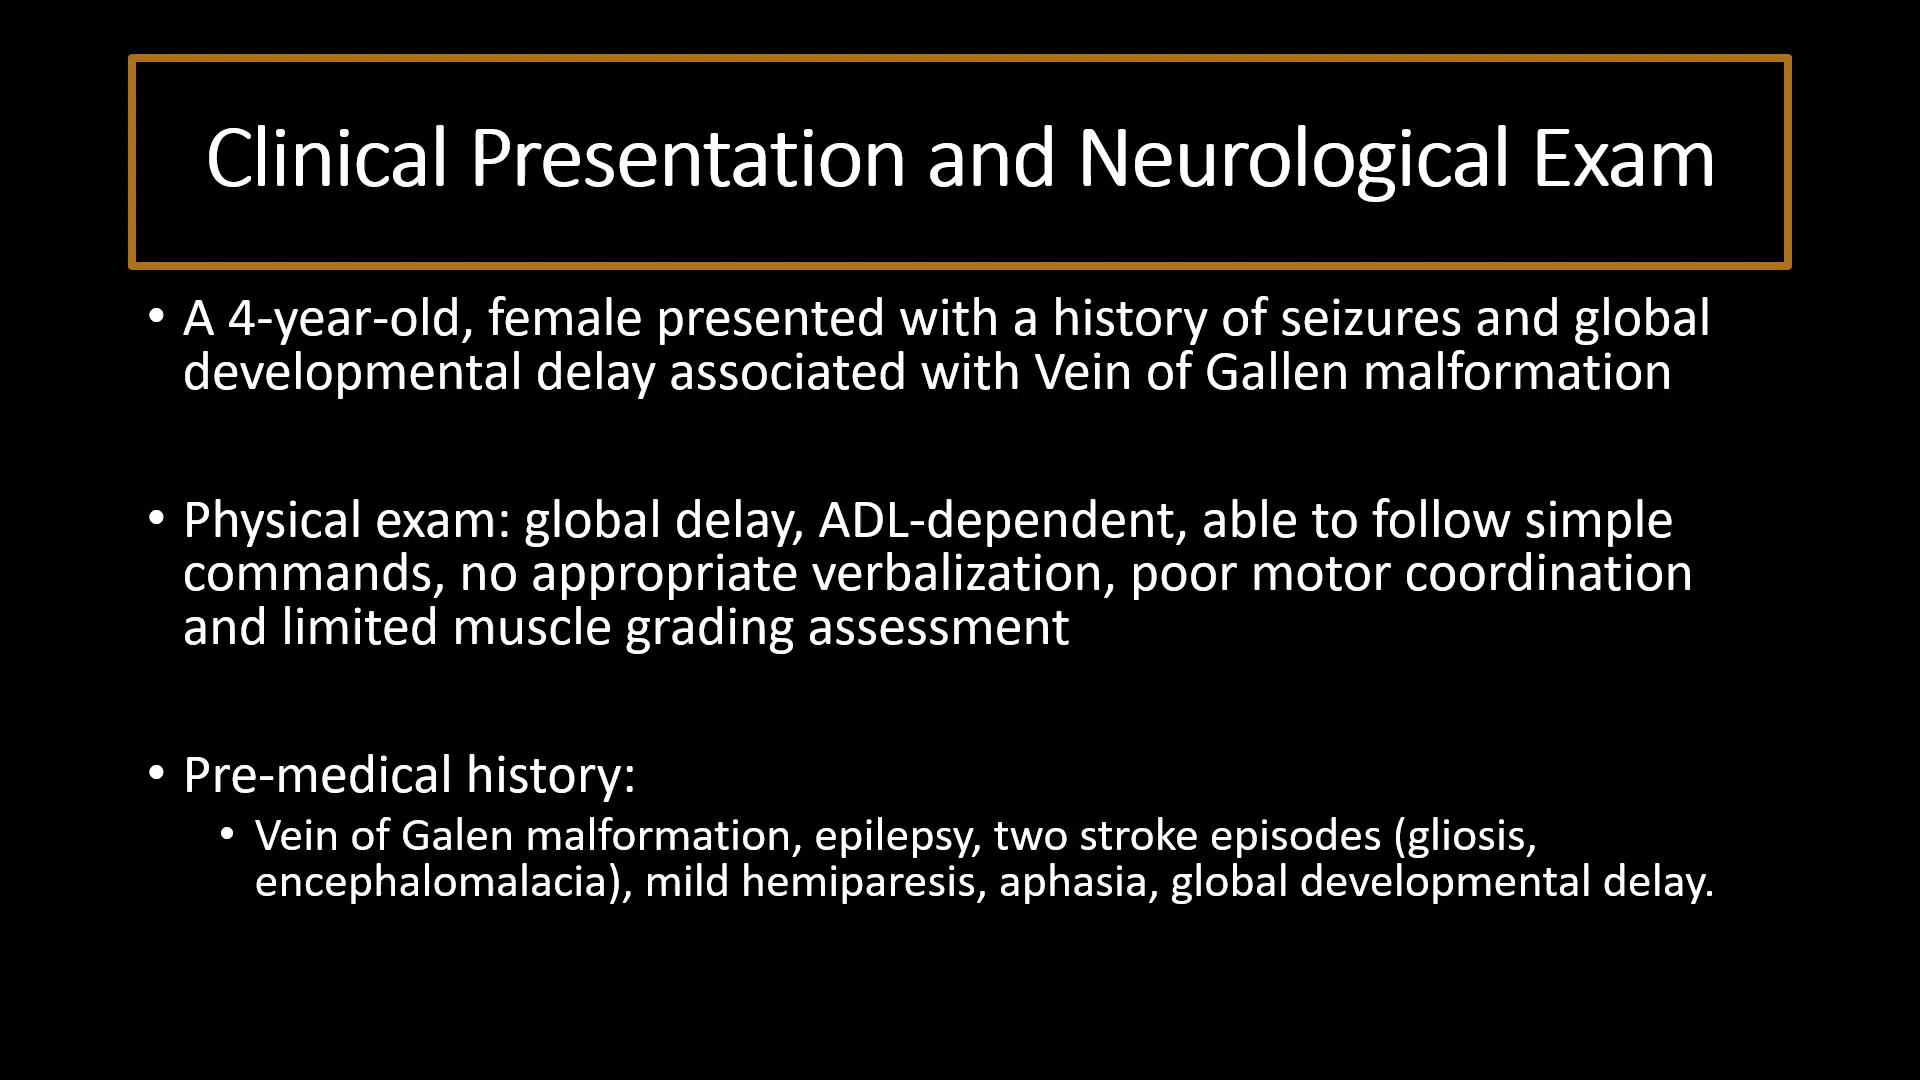 Clinical Presentation and Neurological Exam
• A 4-year-old, female presented with a history of seizures and global
developmental delay associated with Vein of Gallen malformation
• Physical exam: global delay, ADL-dependent, able to follow simple
commands, no appropriate verbalization, poor motor coordination
and limited muscle grading assessment
• Pre-medical history:
• Vein of Galen malformation, epilepsy, two stroke episodes (gliosis,
encephalomalacia), mild hemiparesis, aphasia, global developmental delay.